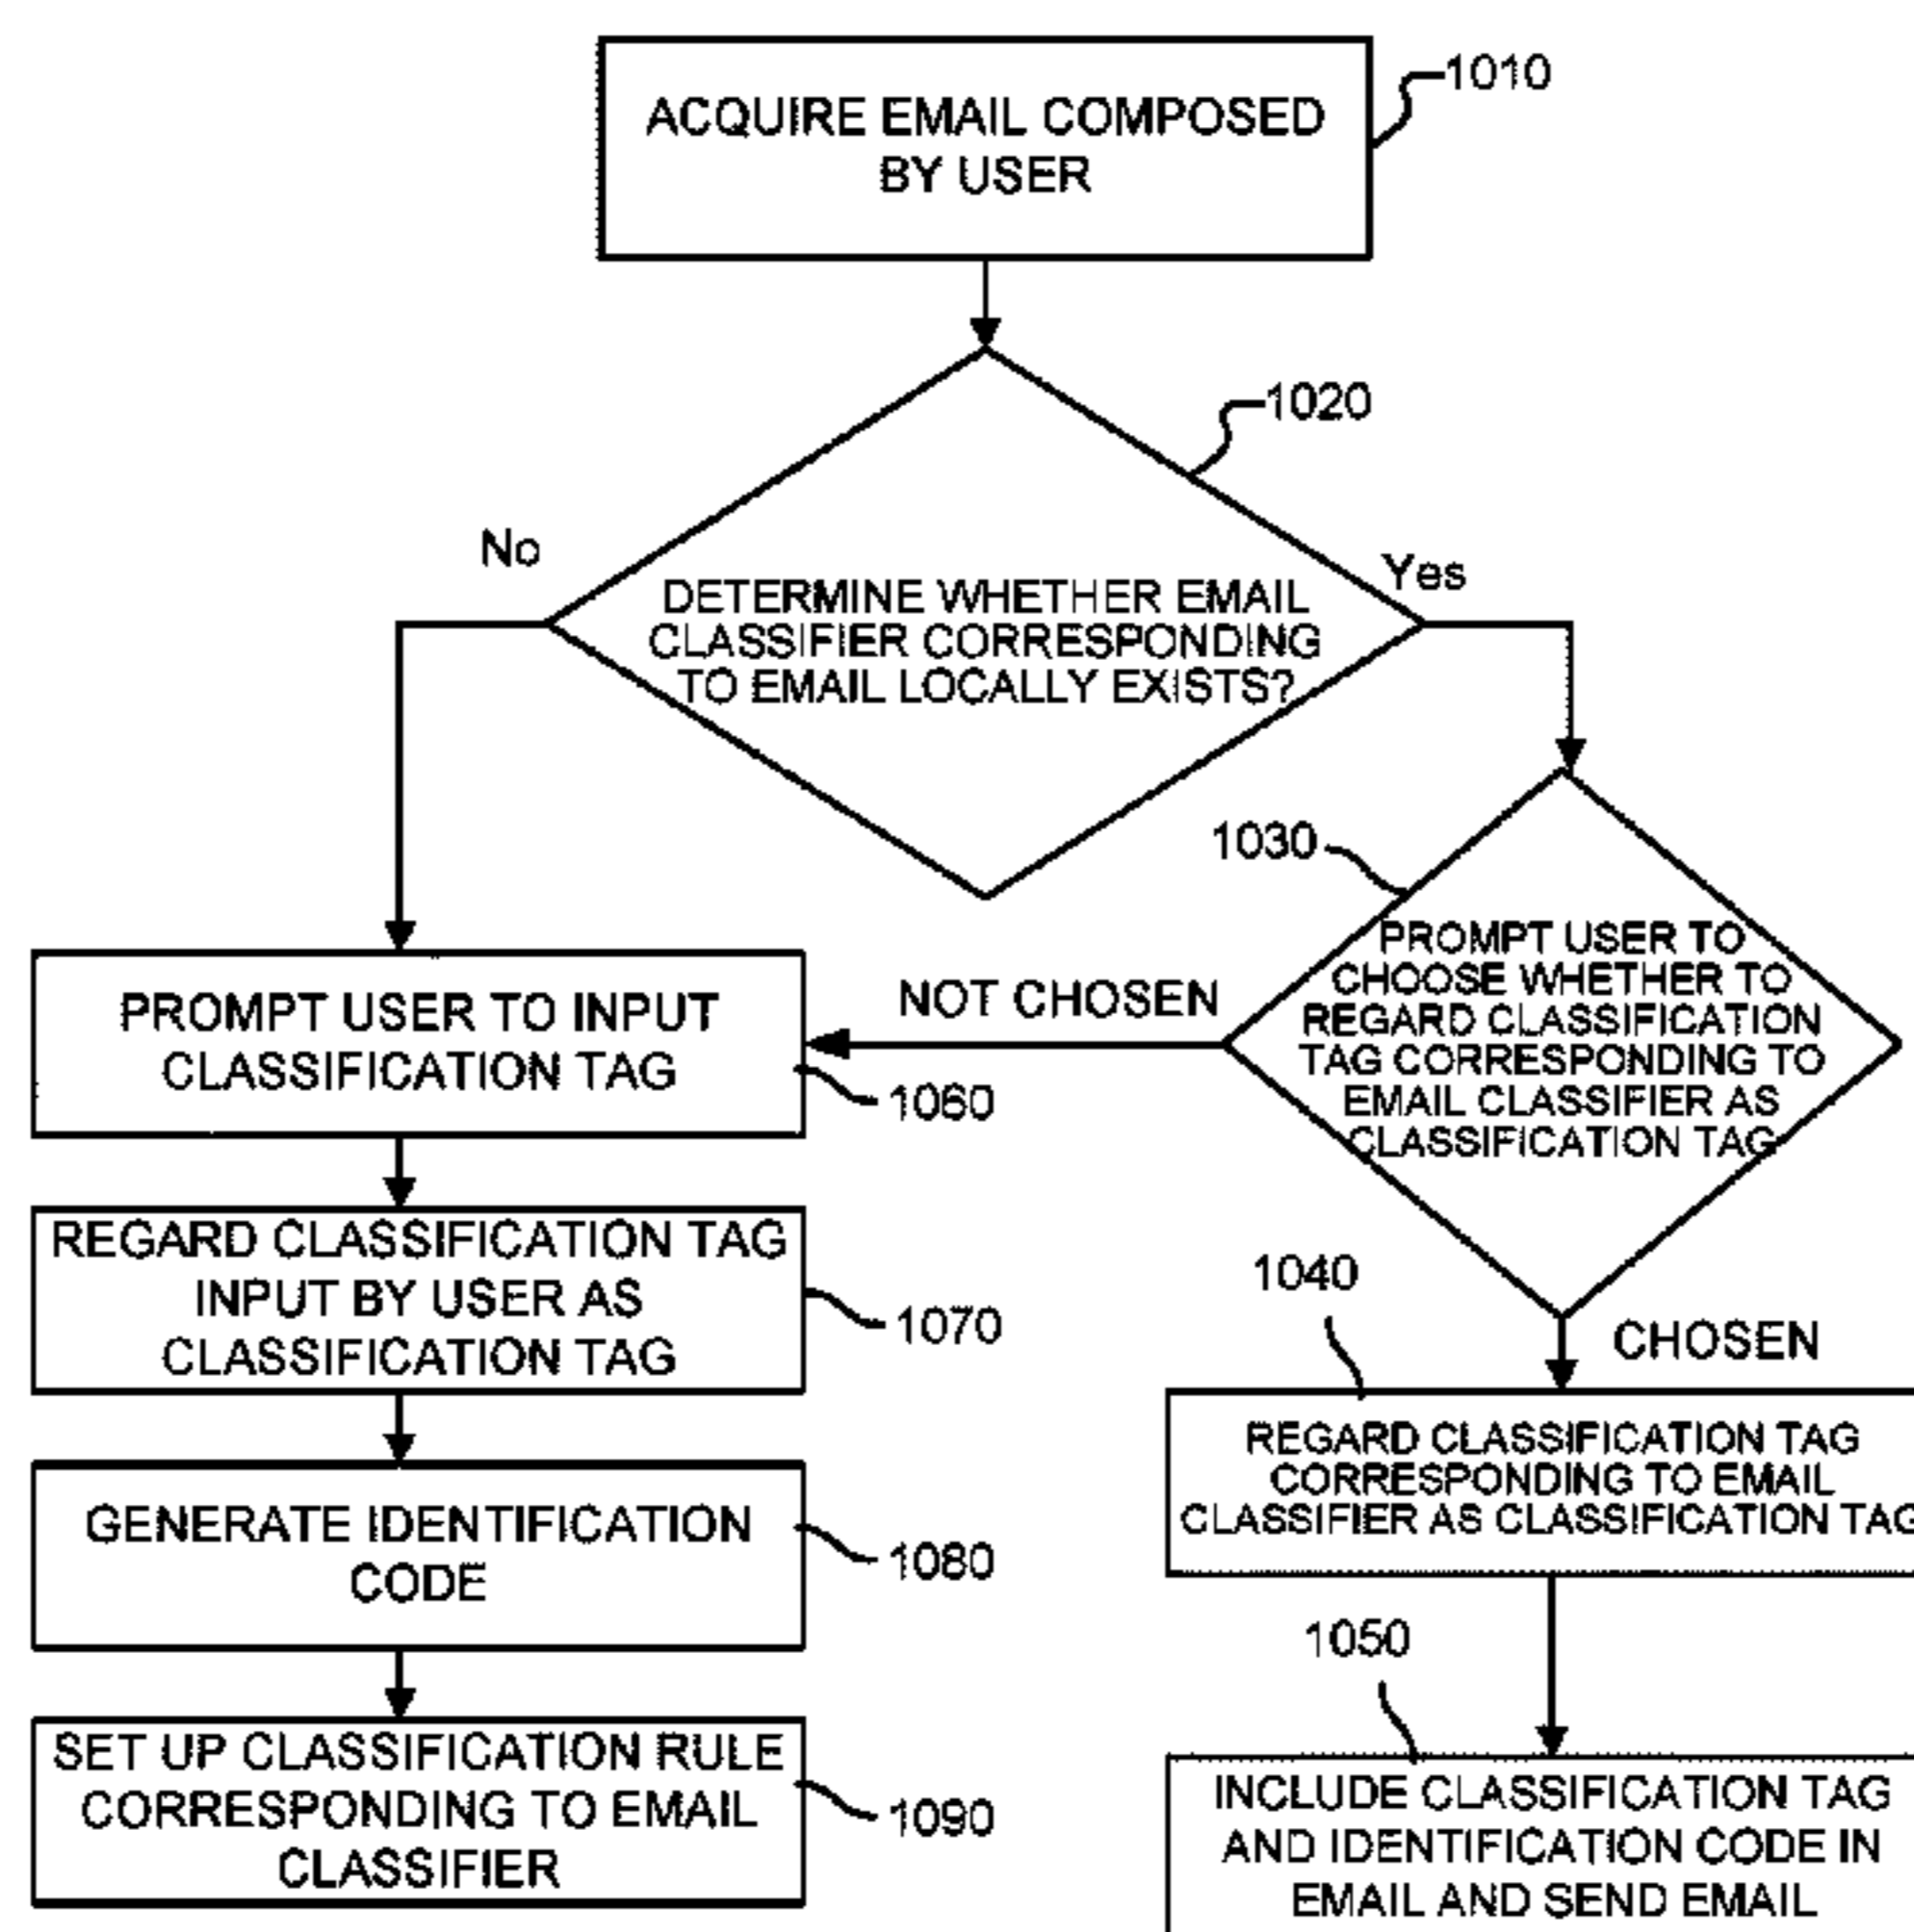 ACQUIRE EMAIL COMPOSED
BY USER
1010
1020
No
Yes
DETERMINE WHETHER EMAIL
CLASSIFIER CORRESPONDING
TO EMAIL LOCALLY EXISTS?
1030
PROMPT USER TO
CHOOSE WHETHER TO
REGARD CLASSIFICATION
TAG CORRESPONDING TO
EMAIL CLASSIFIER AS
CLASSIFICATION TAG
NOT CHOSEN
PROMPT USER TO INPUT
CLASSIFICATION TAG
1060
REGARD CLASSIFICATION TAG
INPUT BY USER AS
CLASSIFICATION TAG
1070
1040
CHOSEN
REGARD CLASSIFICATION TAG
CORRESPONDING TO EMAIL
CLASSIFIER AS CLASSIFICATION TAG
GENERATE IDENTIFICATION
CODE
1080
1050
SET UP CLASSIFICATION RULE
CORRESPONDING TO EMAIL
CLASSIFIER
1090
INCLUDE CLASSIFICATION TAG
AND IDENTIFICATION CODE IN
EMAIL AND SEND EMAIL